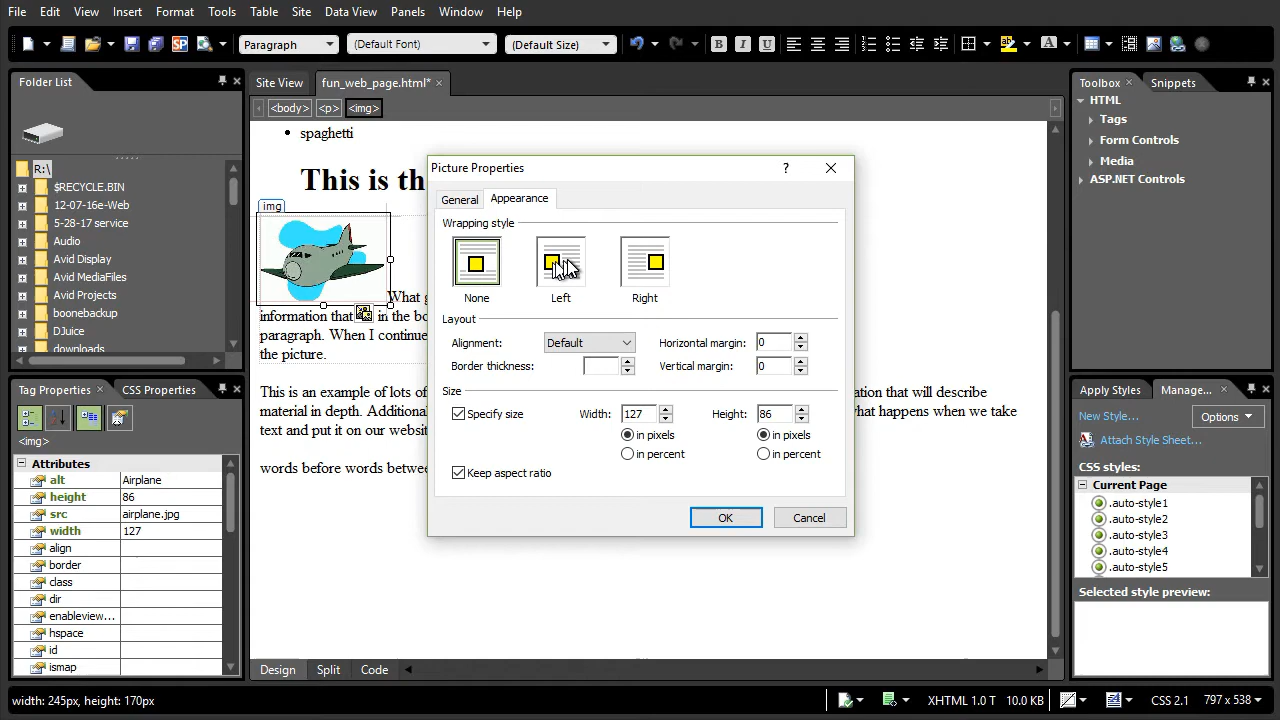 File Edit View Insert Format Tools Table Site Data View Panels Window Help
Paragraph (Default Font) (Default Size) B I U A
Folder List
R:\
$RECYCLE.BIN
12-07-16e-Web
5-28-17 service
Audio
Avid Display
Avid MediaFiles
Avid Projects
boonebackup
DJuice
downloads
Tag Properties CSS Properties
<img>
Attributes
alt Airplane
height 86
src airplane.jpg
width 127
align
border
class
dir
enableview...
hspace
id
ismap
Site View fun_web_page.html*
<body> <p> <img>
spaghetti
This is th
img
What g
information that in the bo
paragraph. When I continue
the picture.
This is an example of lots of ation that will describe
material in depth. Additional what happens when we take
text and put it on our websit
words before words betwee
Picture Properties ?
General Appearance
Wrapping style
None Left Right
Layout
Alignment: Default Horizontal margin: 0
Border thickness: Vertical margin: 0
Size
Specify size Width: 127 Height: 86
in pixels in pixels
in percent in percent
Keep aspect ratio
OK Cancel
Design Split Code
Toolbox Snippets
HTML
Tags
Form Controls
Media
ASP.NET Controls
Apply Styles Manage...
New Style... Options
Attach Style Sheet...
CSS styles:
Current Page
.auto-style1
.auto-style2
.auto-style3
.auto-style4
.auto-style5
Selected style preview:
width: 245px, height: 170px XHTML 1.0 T 10.0 KB CSS 2.1 797 x 538